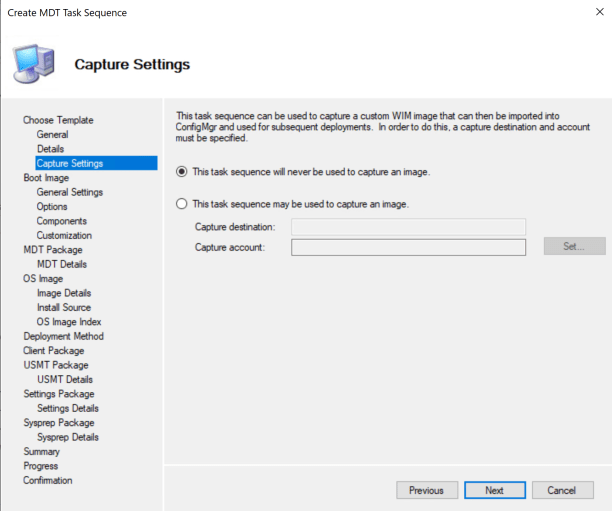 Create MDT Task Sequence
Capture Settings
Choose Template
General
Details
Capture Settings
Boot Image
General Settings
Options
Components
Customization
MDT Package
MDT Details
OS Image
Image Details
Install Source
OS Image Index
Deployment Method
Client Package
USMT Package
USMT Details
Settings Package
Settings Details
Sysprep Package
Sysprep Details
Summary
Progress
Confirmation
This task sequence can be used to capture a custom WIM image that can then be imported into
ConfigMgr and used for subsequent deployments. In order to do this, a capture destination and account
must be specified.
This task sequence will never be used to capture an image.
This task sequence may be used to capture an image.
Capture destination:
Capture account:
Set...
Previous
Next
Cancel